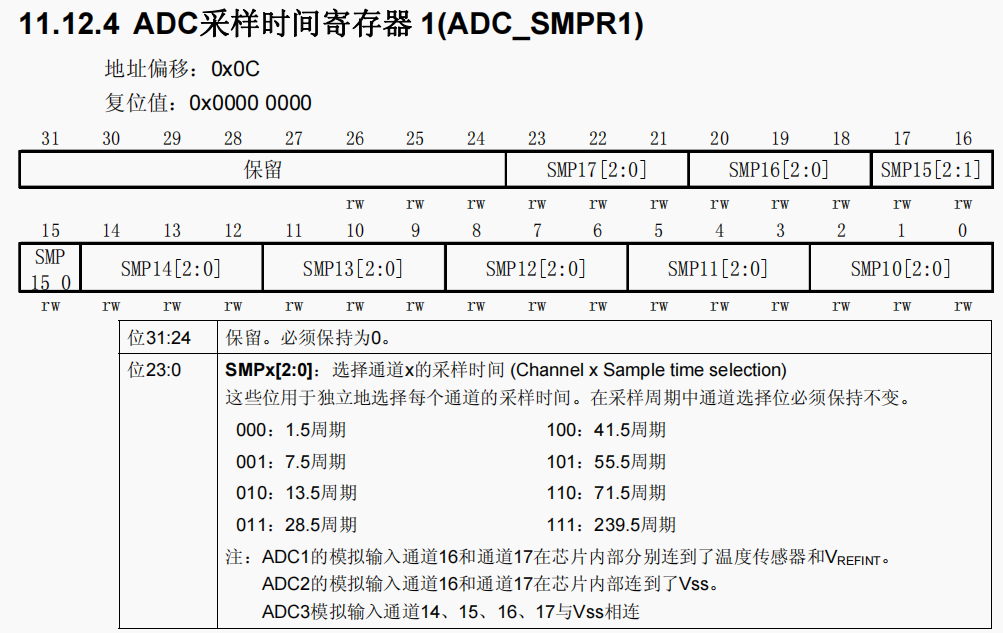 11.12.4 ADC采样时间寄存器 1(ADC_SMPR1)
地址偏移：0x0C
复位值：0x0000 0000
31 30 29 28 27 26 25 24 23 22 21 20 19 18 17 16
保留 SMP17[2:0] SMP16[2:0] SMP15[2:1]
rw rw rw rw rw rw rw rw rw rw rw
15 14 13 12 11 10 9 8 7 6 5 4 3 2 1 0
SMP
15_0 SMP14[2:0] SMP13[2:0] SMP12[2:0] SMP11[2:0] SMP10[2:0]
rw rw rw rw rw rw rw rw rw rw rw rw rw rw rw rw
位31:24 保留。必须保持为0。
位23:0 SMPx[2:0]：选择通道x的采样时间 (Channel x Sample time selection)
这些位用于独立地选择每个通道的采样时间。在采样周期中通道选择位必须保持不变。
000：1.5周期 100：41.5周期
001：7.5周期 101：55.5周期
010：13.5周期 110：71.5周期
011：28.5周期 111：239.5周期
注：ADC1的模拟输入通道16和通道17在芯片内部分别连到了温度传感器和VREFINT。
ADC2的模拟输入通道16和通道17在芯片内部连到了Vss。
ADC3模拟输入通道14、15、16、17与Vss相连